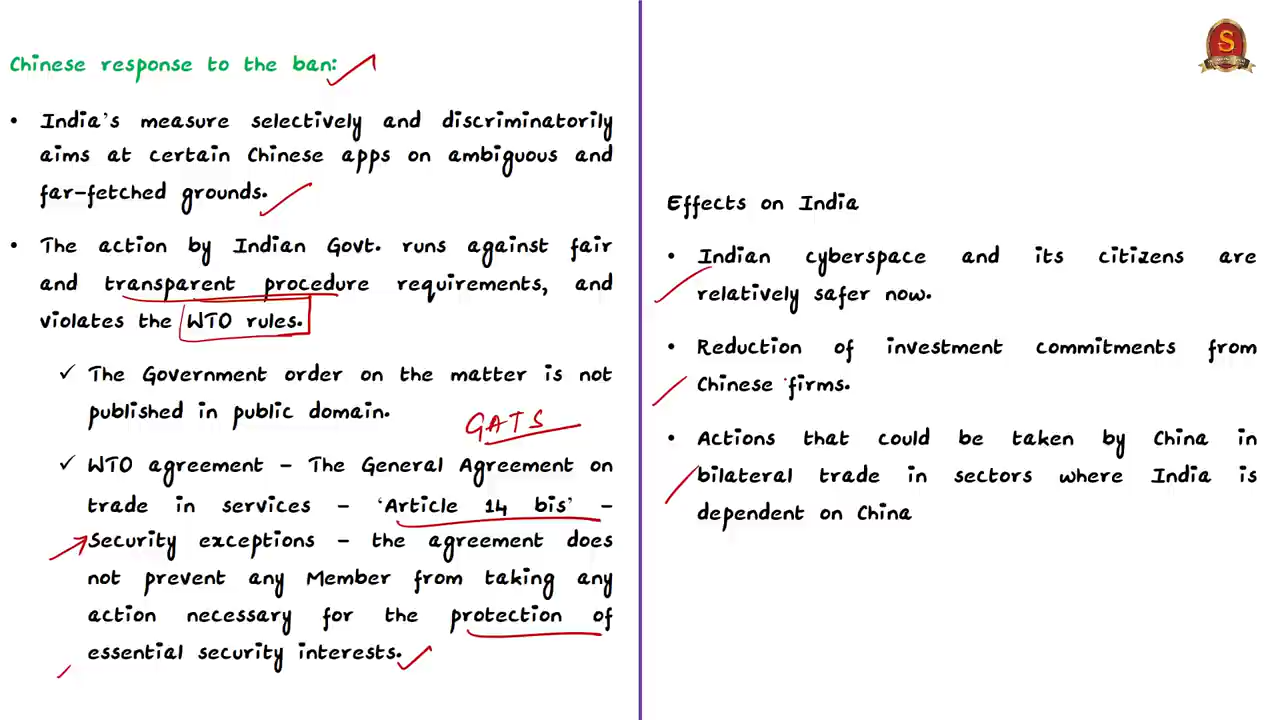 Chinese response to the ban:
• India's measure selectively and discriminatorily
aims at certain Chinese apps on ambiguous and
far-fetched grounds.
• The action by Indian Govt. runs against fair
and transparent procedure requirements, and
violates the WTO rules.
✓ The Government order on the matter is not
published in public domain.
GATS
✓ WTO agreement – The General Agreement on
trade in services – 'Article 14 bis' –
Security exceptions – the agreement does
not prevent any Member from taking any
action necessary for the protection of
essential security interests.
S
Effects on India
• Indian cyberspace and its citizens are
relatively safer now.
• Reduction of investment commitments from
Chinese firms.
• Actions that could be taken by China in
bilateral trade in sectors where India is
dependent on China